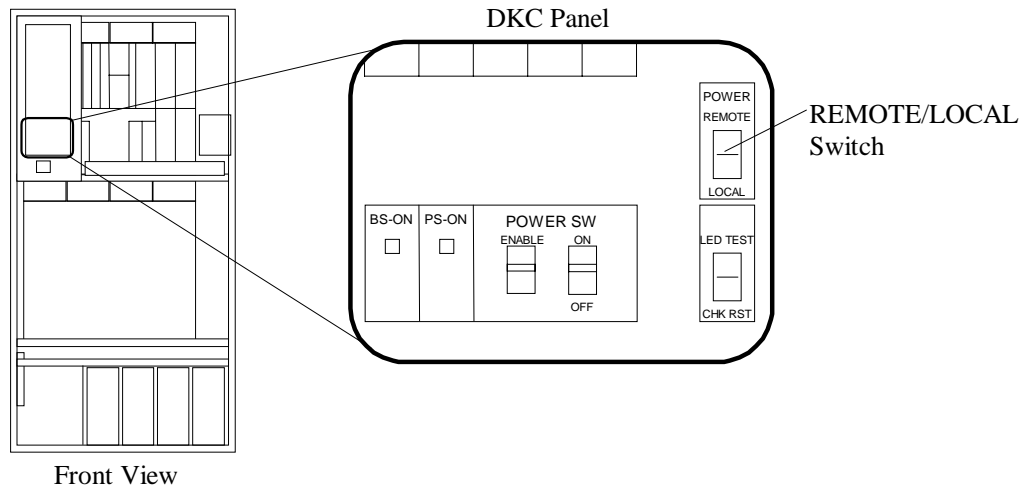 DKC Panel
POWER
REMOTE
LOCAL
REMOTE/LOCAL
Switch
BS-ON
PS-ON
POWER SW
ENABLE
ON
OFF
LED TEST
CHK RST
Front View